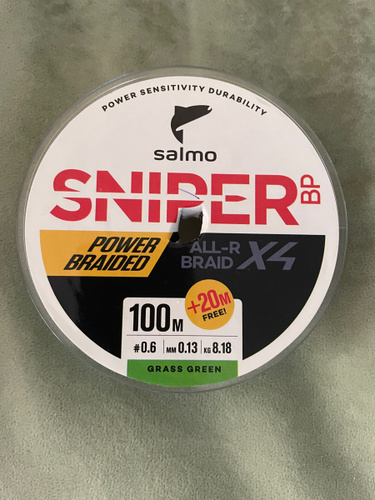 POWER SENSITIVITY DURABILITY
salmo
SNIPER BP
POWER BRAIDED
ALL-R BRAID X4
+20M FREE!
100M
#0.6 MM 0.13 KG 8.18
GRASS GREEN